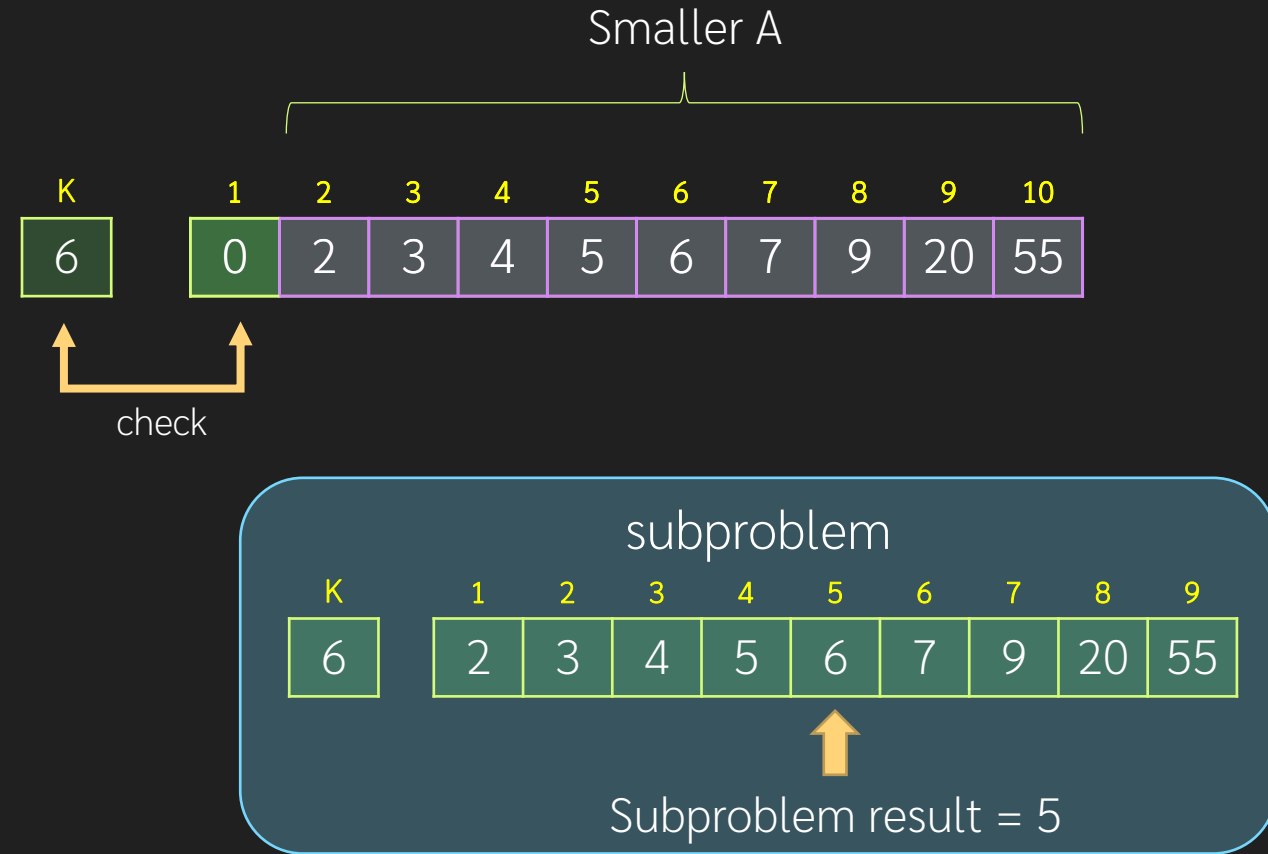 Smaller A
K 1 2 3 4 5 6 7 8 9 10
6 0 2 3 4 5 6 7 9 20 55
check
subproblem
K 1 2 3 4 5 6 7 8 9
6 2 3 4 5 6 7 9 20 55
Subproblem result = 5